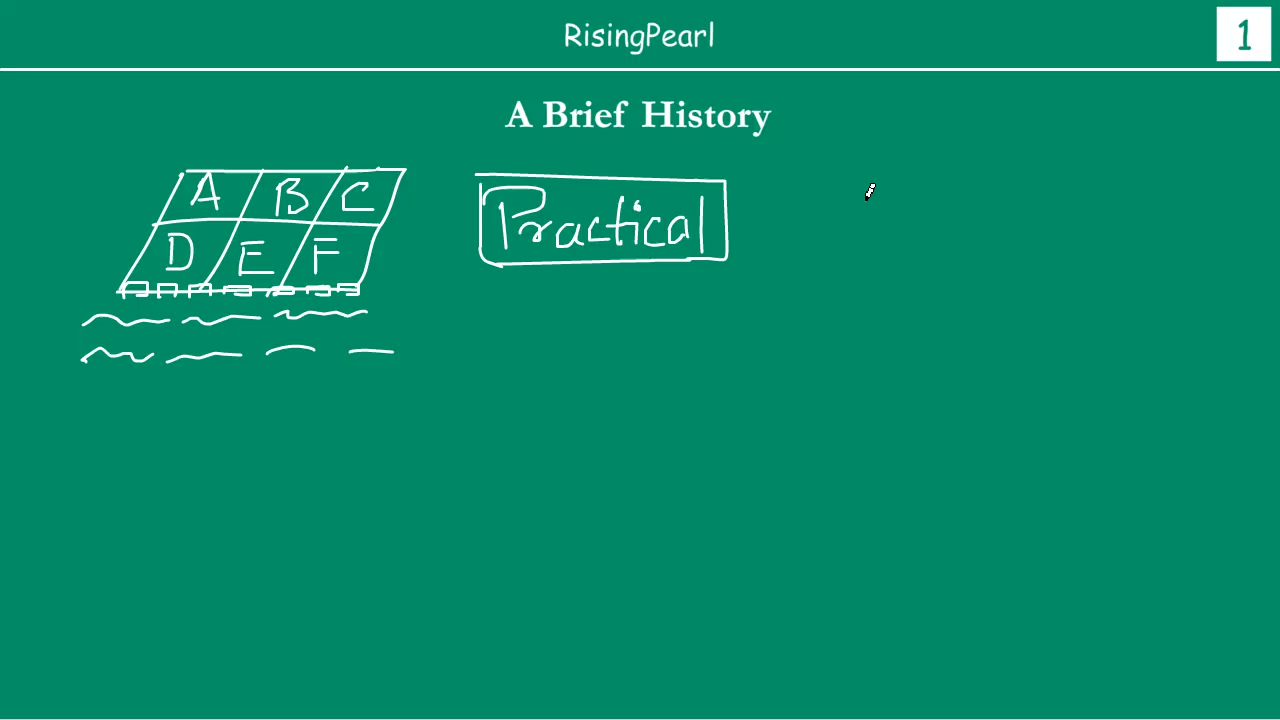 RisingPearl
1
A Brief History
A B C
D E F
Practical